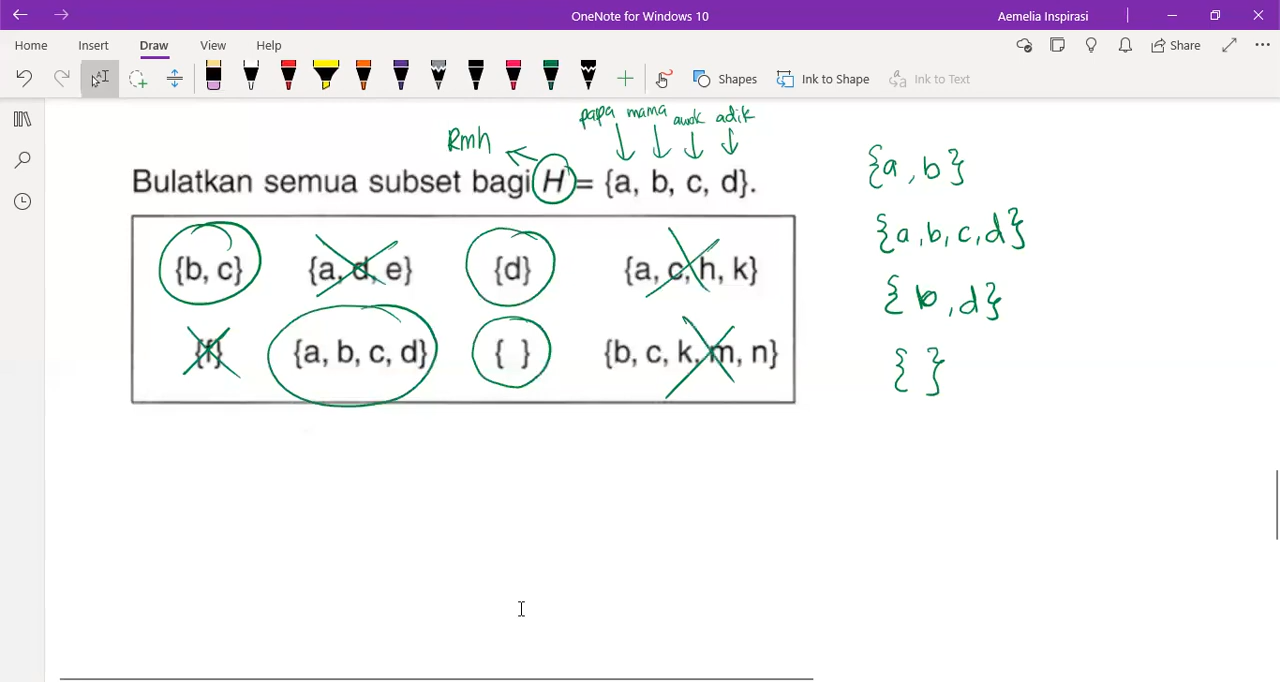 OneNote for Windows 10
Aemelia Inspirasi
Home Insert Draw View Help
Share
Shapes
Ink to Shape
Ink to Text
papa mama awak adik
Rmh
Bulatkan semua subset bagi H = {a, b, c, d}.
{b, c} {a, d, e} {d} {a, c, h, k}
{f} {a, b, c, d} { } {b, c, k, m, n}
{a, b}
{a, b, c, d}
{b, d}
{ }